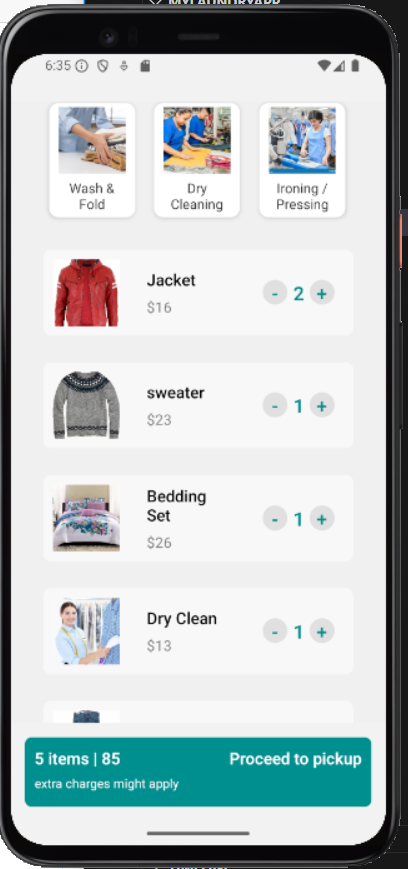 MYLAUNDRYAPP
6:35
Wash &
Fold
Dry
Cleaning
Ironing /
Pressing
Jacket
$16
- 2 +
sweater
$23
- 1 +
Bedding
Set
$26
- 1 +
Dry Clean
$13
- 1 +
5 items | 85
Proceed to pickup
extra charges might apply